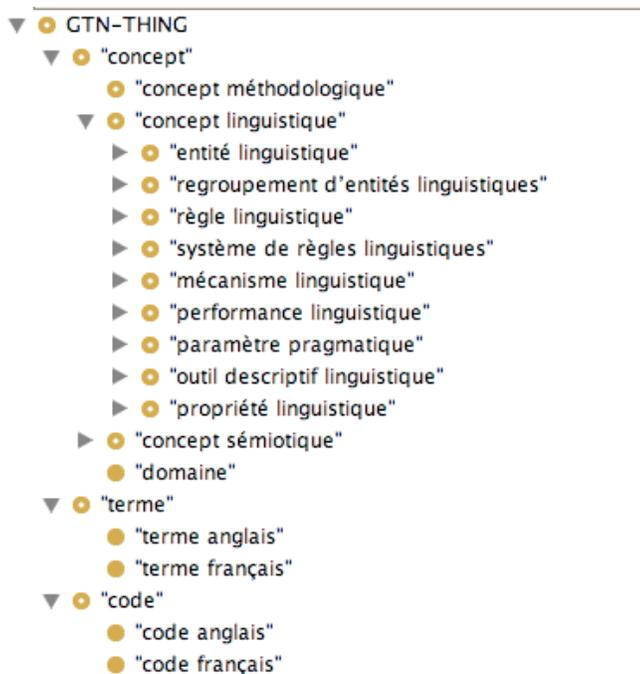 GTN-THING
"concept"
"concept méthodologique"
"concept linguistique"
"entité linguistique"
"regroupement d'entités linguistiques"
"règle linguistique"
"système de règles linguistiques"
"mécanisme linguistique"
"performance linguistique"
"paramètre pragmatique"
"outil descriptif linguistique"
"propriété linguistique"
"concept sémiotique"
"domaine"
"terme"
"terme anglais"
"terme français"
"code"
"code anglais"
"code français"